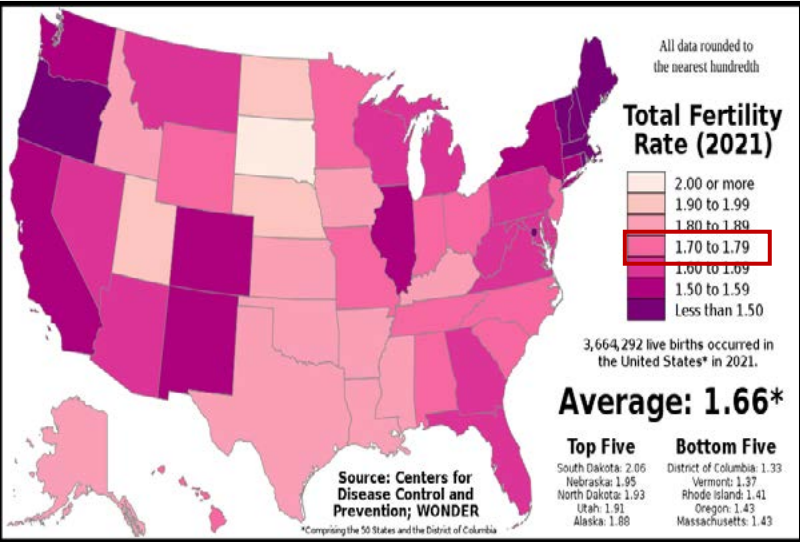 All data rounded to
the nearest hundredth
Total Fertility
Rate (2021)
2.00 or more
1.90 to 1.99
1.80 to 1.89
1.70 to 1.79
1.60 to 1.69
1.50 to 1.59
Less than 1.50
3,664,292 live births occurred in
the United States* in 2021.
Average: 1.66*
Top Five
South Dakota: 2.06
Nebraska: 1.95
North Dakota: 1.93
Utah: 1.91
Alaska: 1.88
Bottom Five
District of Columbia: 1.33
Vermont: 1.37
Rhode Island: 1.41
Oregon: 1.43
Massachusetts: 1.43
Source: Centers for
Disease Control and
Prevention; WONDER
*Comprising the 50 States and the District of Columbia